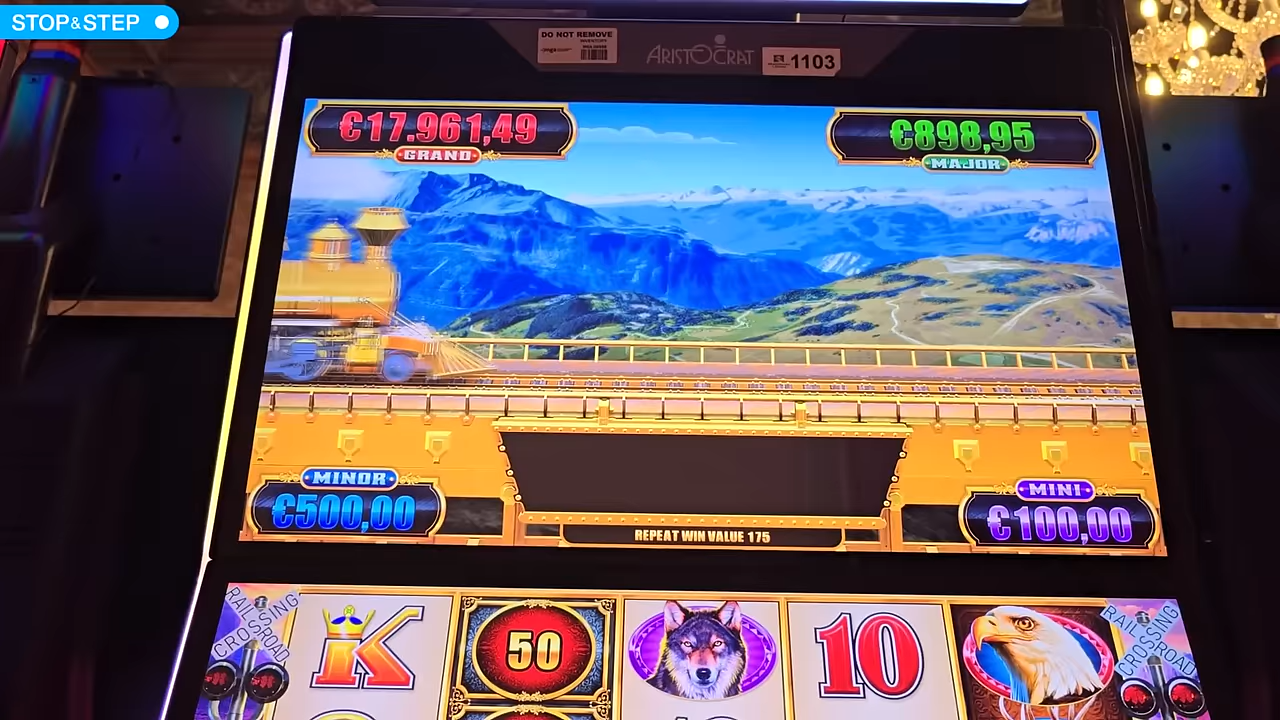 STOP&STEP
DO NOT REMOVE
ARISTOCRAT
1103
€17.961,49
GRAND
€898,95
MAJOR
MINOR
€500,00
MINI
€100,00
REPEAT WIN VALUE 175
RAILROAD
CROSSING
K
50
10
RAILROAD
CROSSING